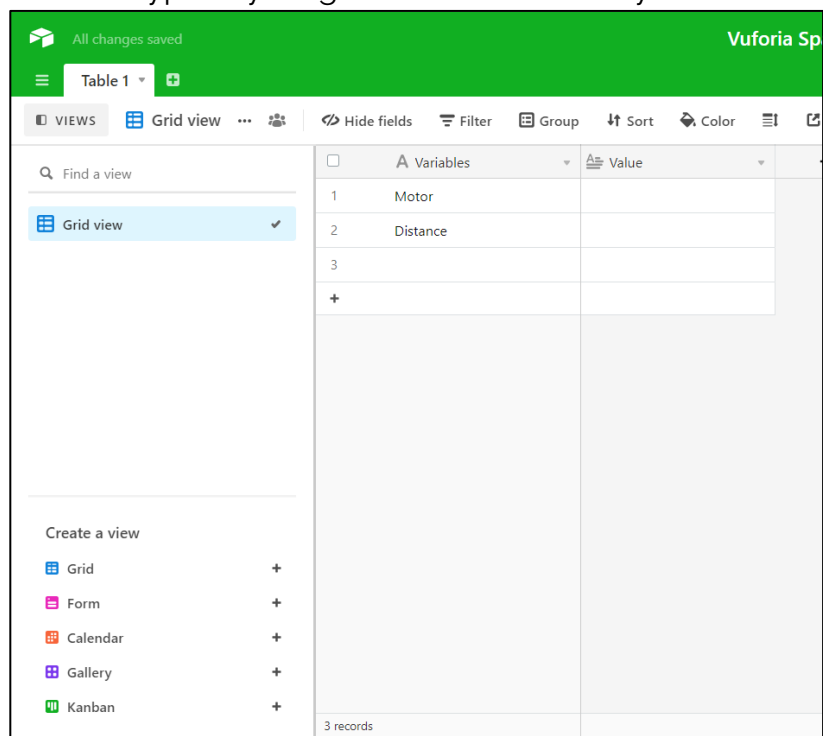 All changes saved
Vuforia
Table 1
VIEWS Grid view ... Hide fields Filter Group Sort Color
Find a view
Grid view
Variables Value
1 Motor
2 Distance
3
+
Create a view
Grid +
Form +
Calendar +
Gallery +
Kanban +
3 records